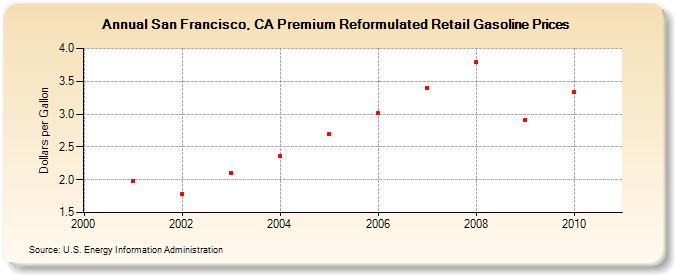 Annual San Francisco, CA Premium Reformulated Retail Gasoline Prices
Dollars per Gallon
4.0
3.5
3.0
2.5
2.0
1.5
2000 2002 2004 2006 2008 2010
Source: U.S. Energy Information Administration